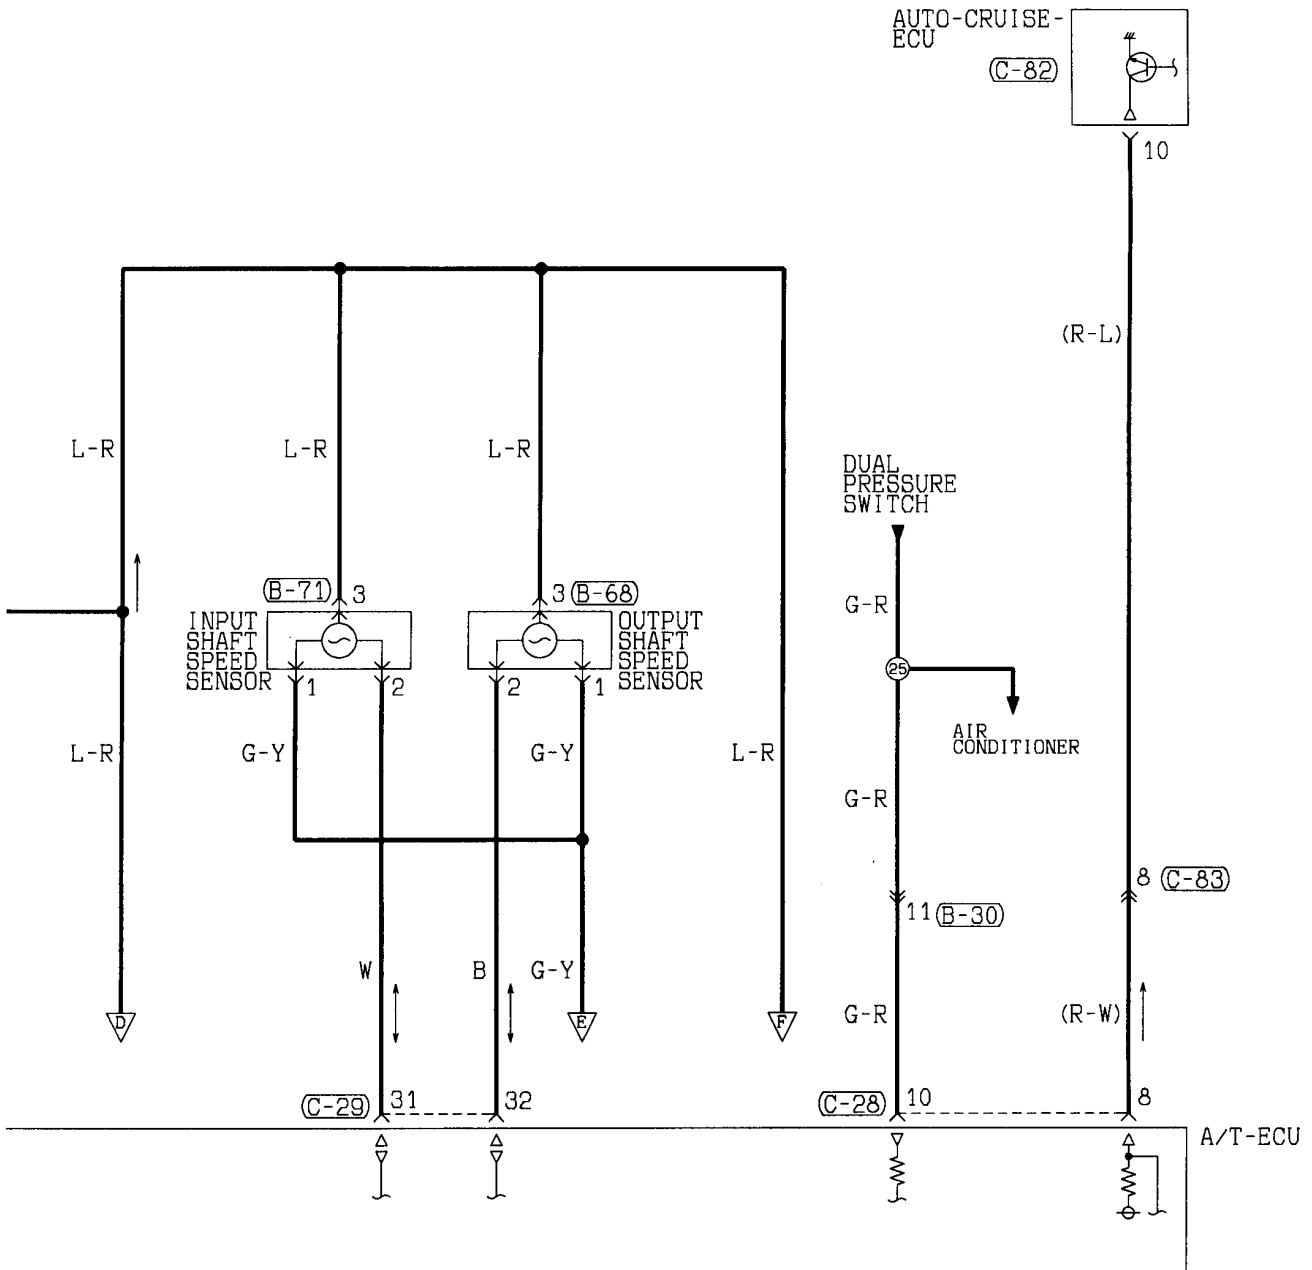 AUTO-CRUISE-
ECU
(C-82)
10
(R-L)
L-R
L-R
L-R
DUAL
PRESSURE
SWITCH
(B-71) 3
3 (B-68)
G-R
INPUT
SHAFT
SPEED
SENSOR
OUTPUT
SHAFT
SPEED
SENSOR
25
1
2
2
1
AIR
CONDITIONER
L-R
G-Y
G-Y
L-R
G-R
8 (C-83)
11 (B-30)
W
B
G-Y
G-R
(R-W)
D
E
F
(C-29) 31
32
(C-28) 10
8
A/T-ECU